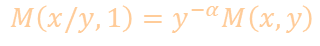 M(x/y, 1) = y^{-α}M(x, y)